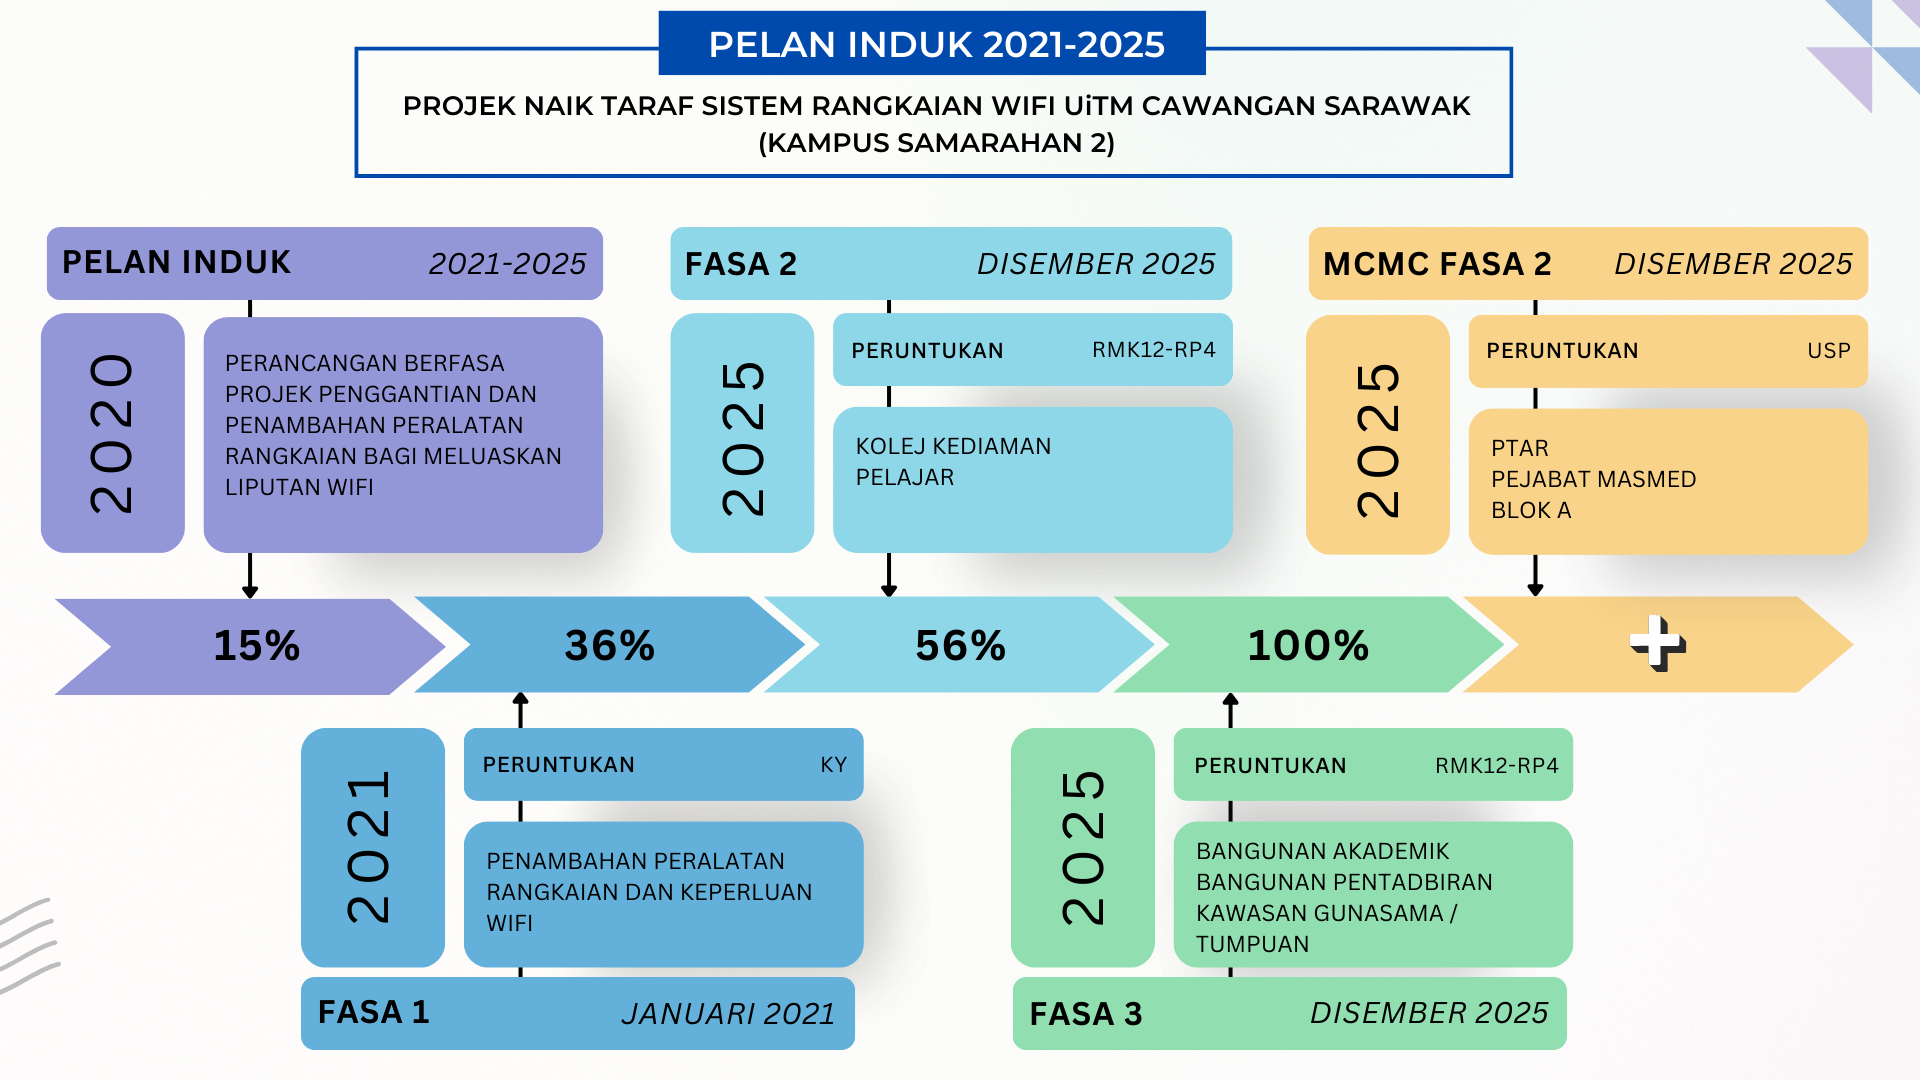 PELAN INDUK 2021-2025
PROJEK NAIK TARAF SISTEM RANGKAIAN WIFI UiTM CAWANGAN SARAWAK
(KAMPUS SAMARAHAN 2)
PELAN INDUK 2021-2025
2020
PERANCANGAN BERFASA
PROJEK PENGGANTIAN DAN
PENAMBAHAN PERALATAN
RANGKAIAN BAGI MELUASKAN
LIPUTAN WIFI
FASA 2 DISEMBER 2025
2025
PERUNTUKAN RMK12-RP4
KOLEJ KEDIAMAN
PELAJAR
MCMC FASA 2 DISEMBER 2025
2025
PERUNTUKAN USP
PTAR
PEJABAT MASMED
BLOK A
15% 36% 56% 100% +
2021
PERUNTUKAN KY
PENAMBAHAN PERALATAN
RANGKAIAN DAN KEPERLUAN
WIFI
FASA 1 JANUARI 2021
2025
PERUNTUKAN RMK12-RP4
BANGUNAN AKADEMIK
BANGUNAN PENTADBIRAN
KAWASAN GUNASAMA /
TUMPUAN
FASA 3 DISEMBER 2025